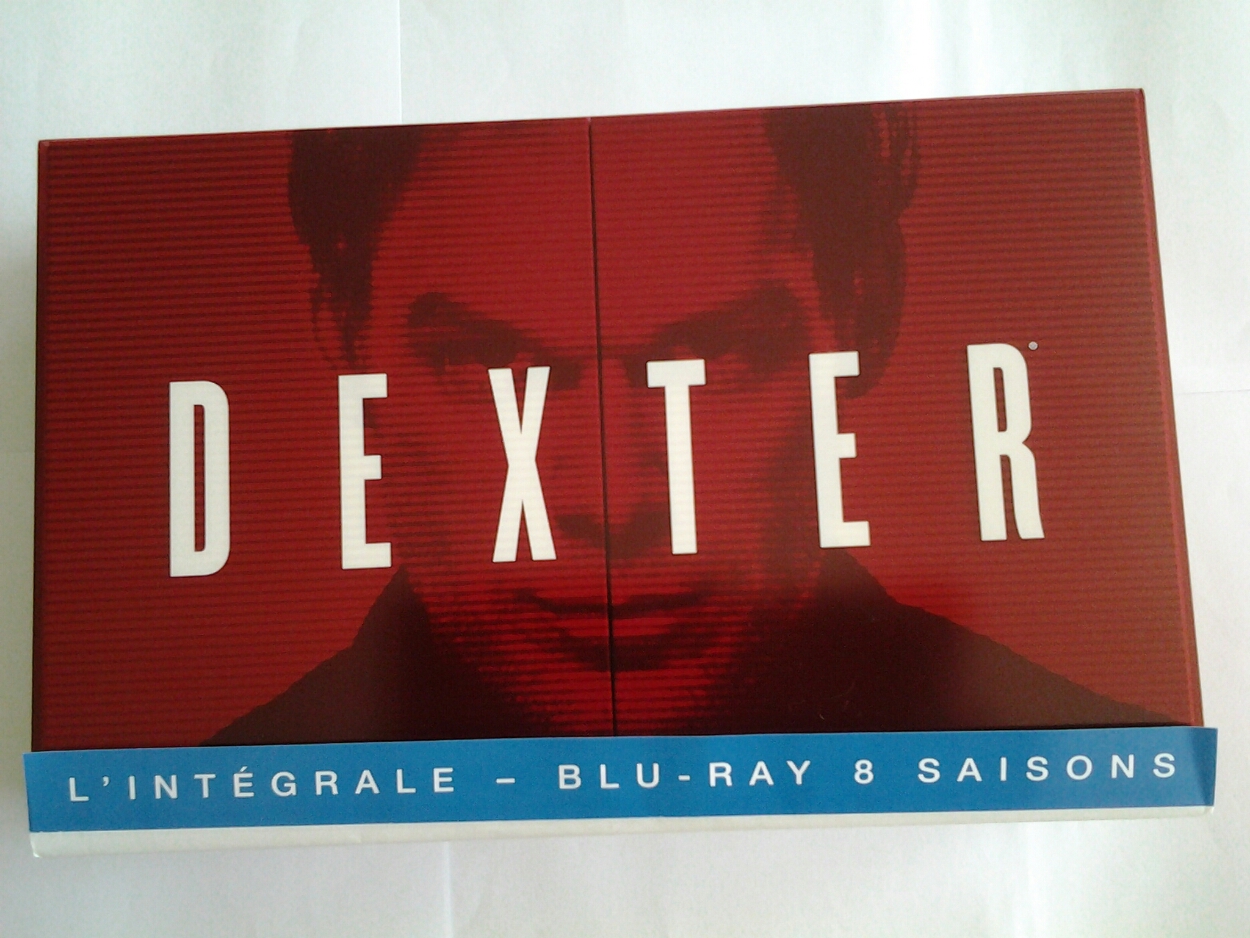 DEXTER
L'INTÉGRALE – BLU-RAY 8 SAISONS